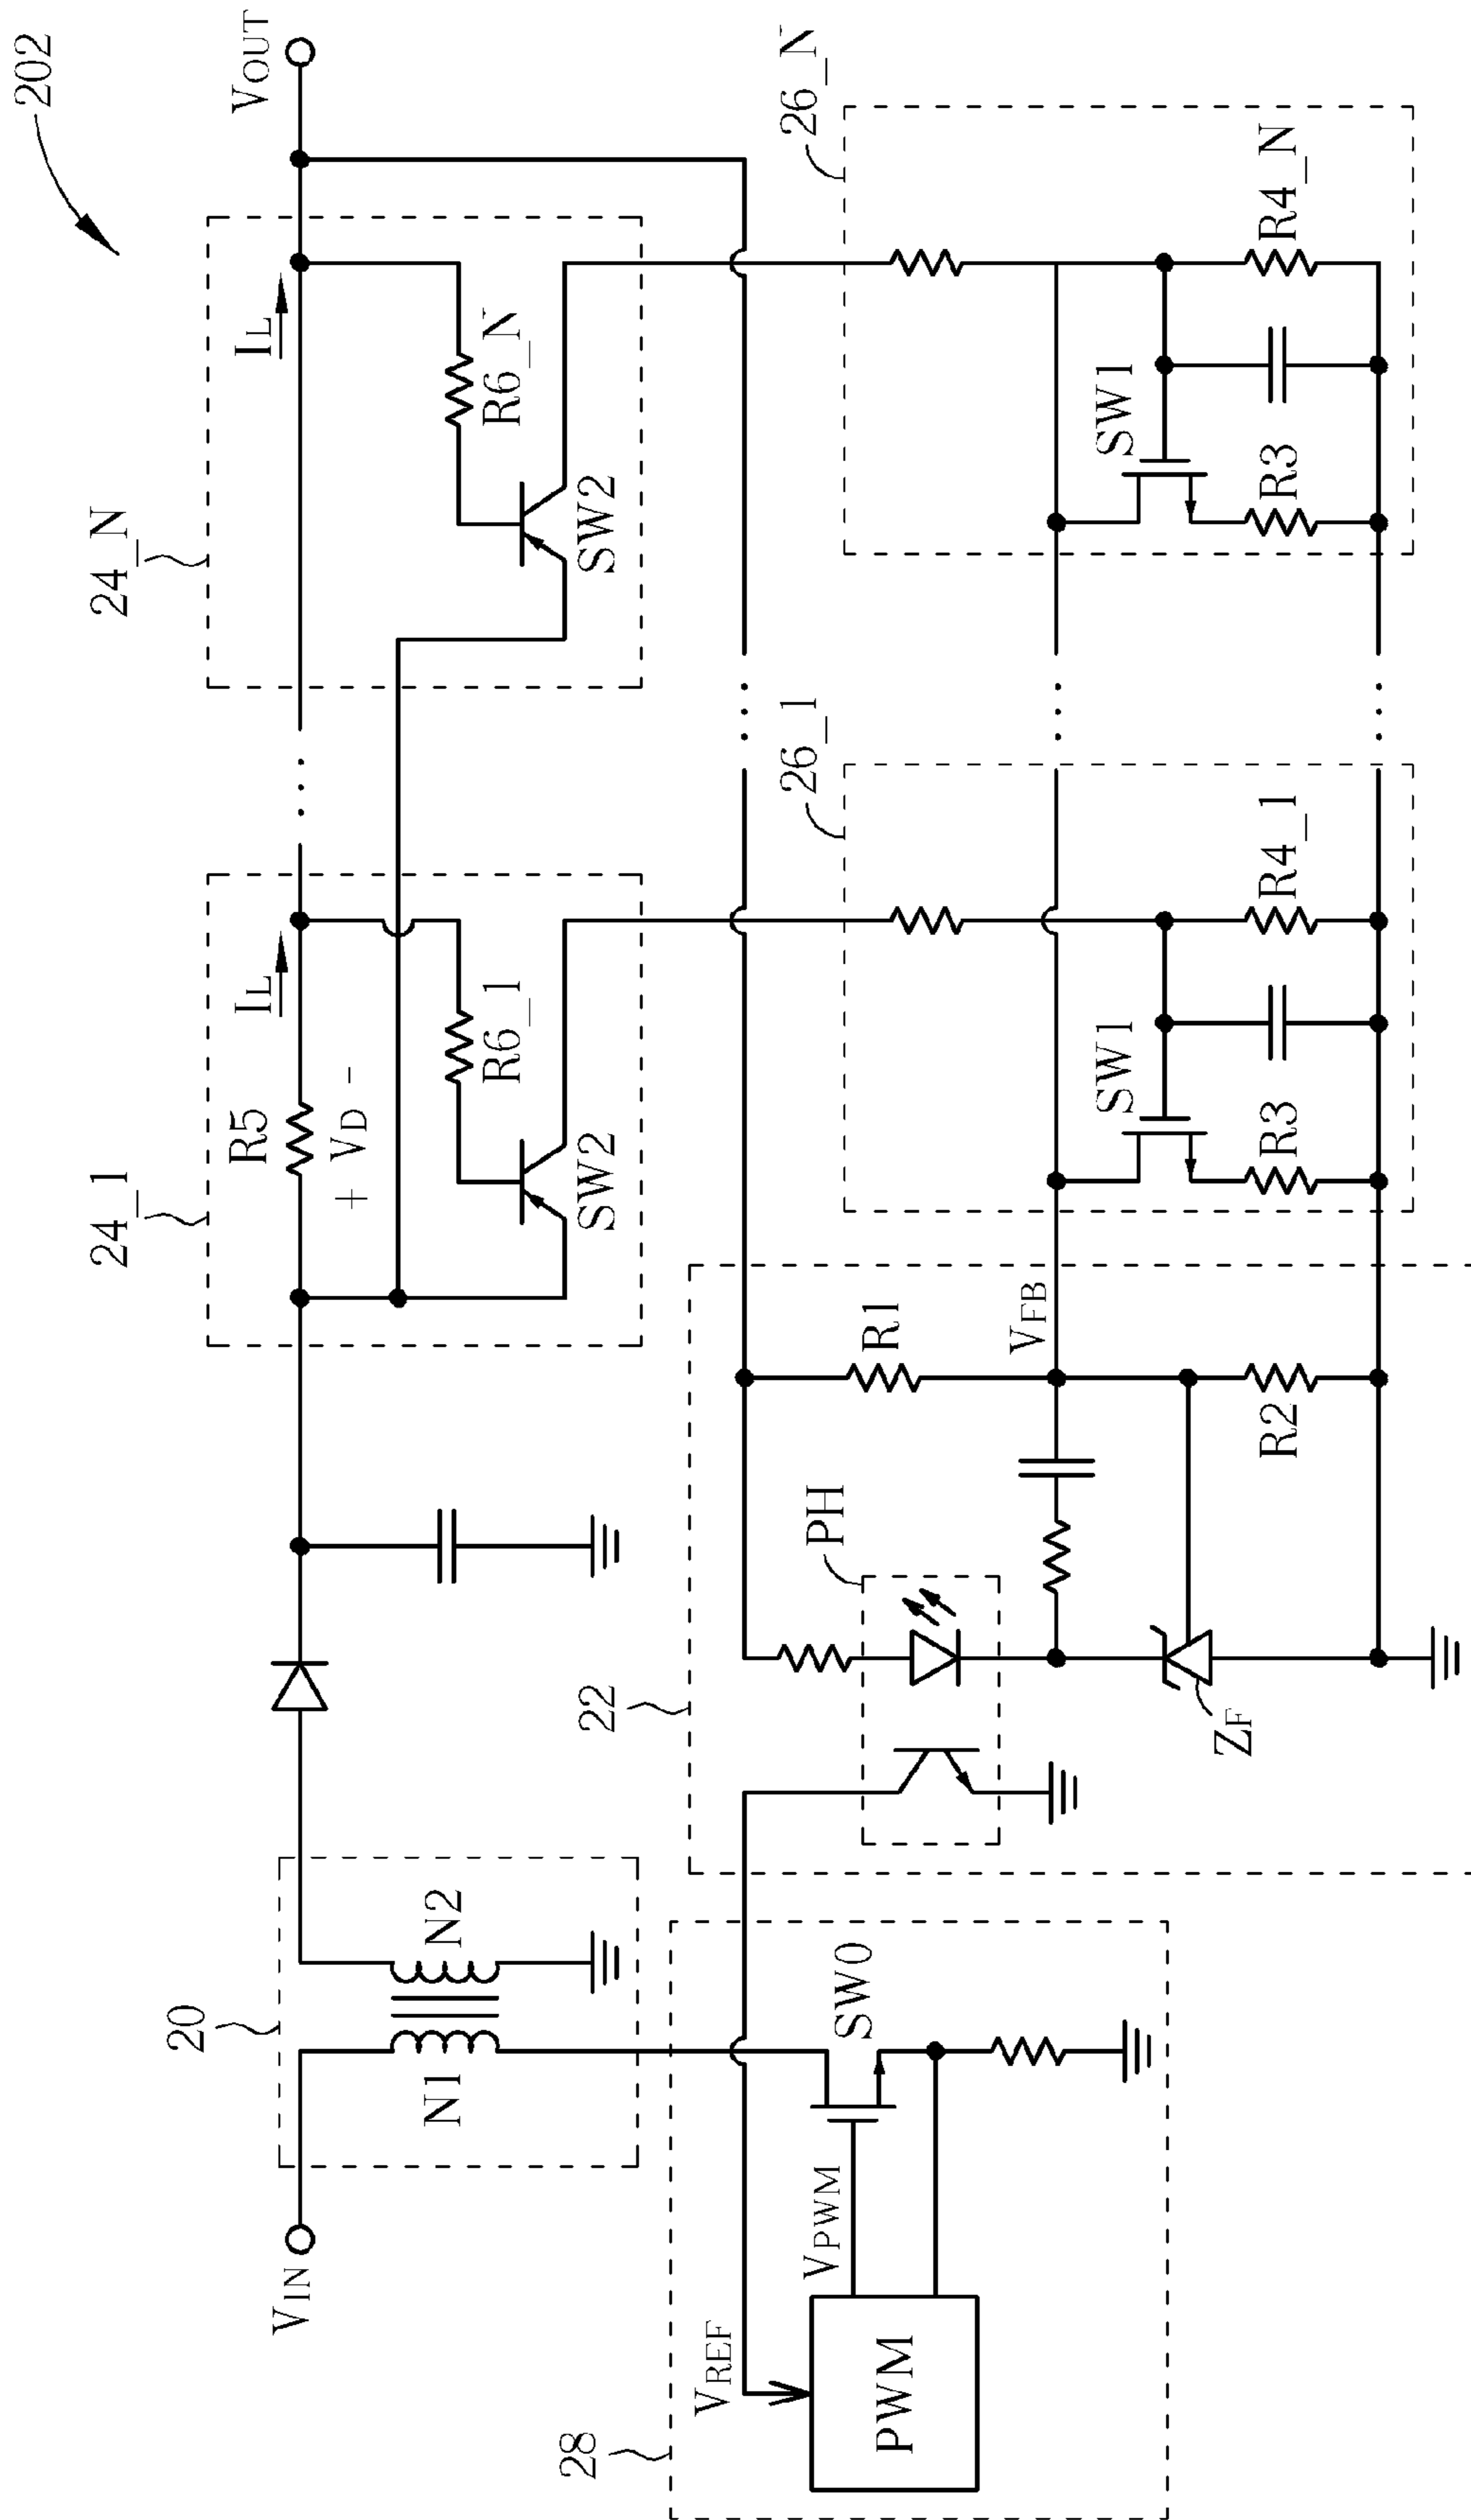 202
24_1
24_N
20
VIN
N1
N2
R5
+ VD -
IL
IL
VOUT
R6_1
SW2
R6_N
SW2
28
VREF
VPWM
PWM
SW0
22
PH
ZF
R1
VFB
R2
26_1
SW1
R3
R4_1
26_N
SW1
R3
R4_N